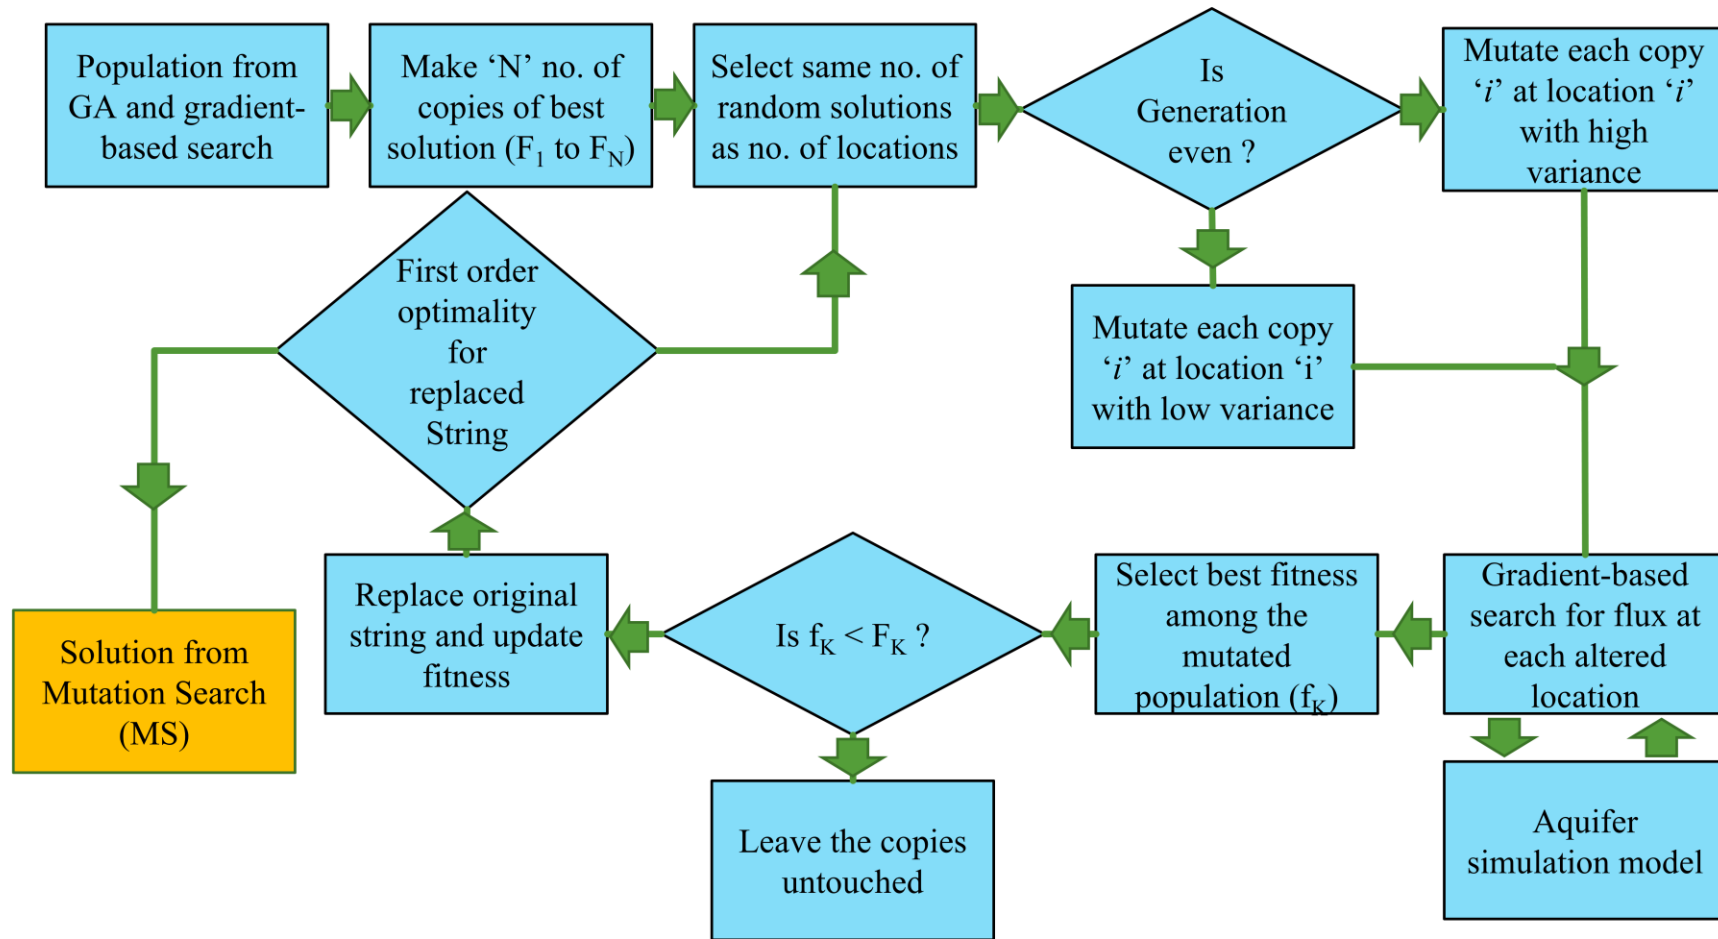 Population from
GA and gradient-
based search
Make ‘N’ no. of
copies of best
solution (F₁ to F_N)
Select same no. of
random solutions
as no. of locations
Is
Generation
even ?
Mutate each copy
‘i’ at location ‘i’
with high
variance
Mutate each copy
‘i’ at location ‘i’
with low variance
First order
optimality
for
replaced
String
Gradient-based
search for flux at
each altered
location
Aquifer
simulation model
Select best fitness
among the
mutated
population (f_K)
Is f_K < F_K ?
Leave the copies
untouched
Replace original
string and update
fitness
Solution from
Mutation Search
(MS)